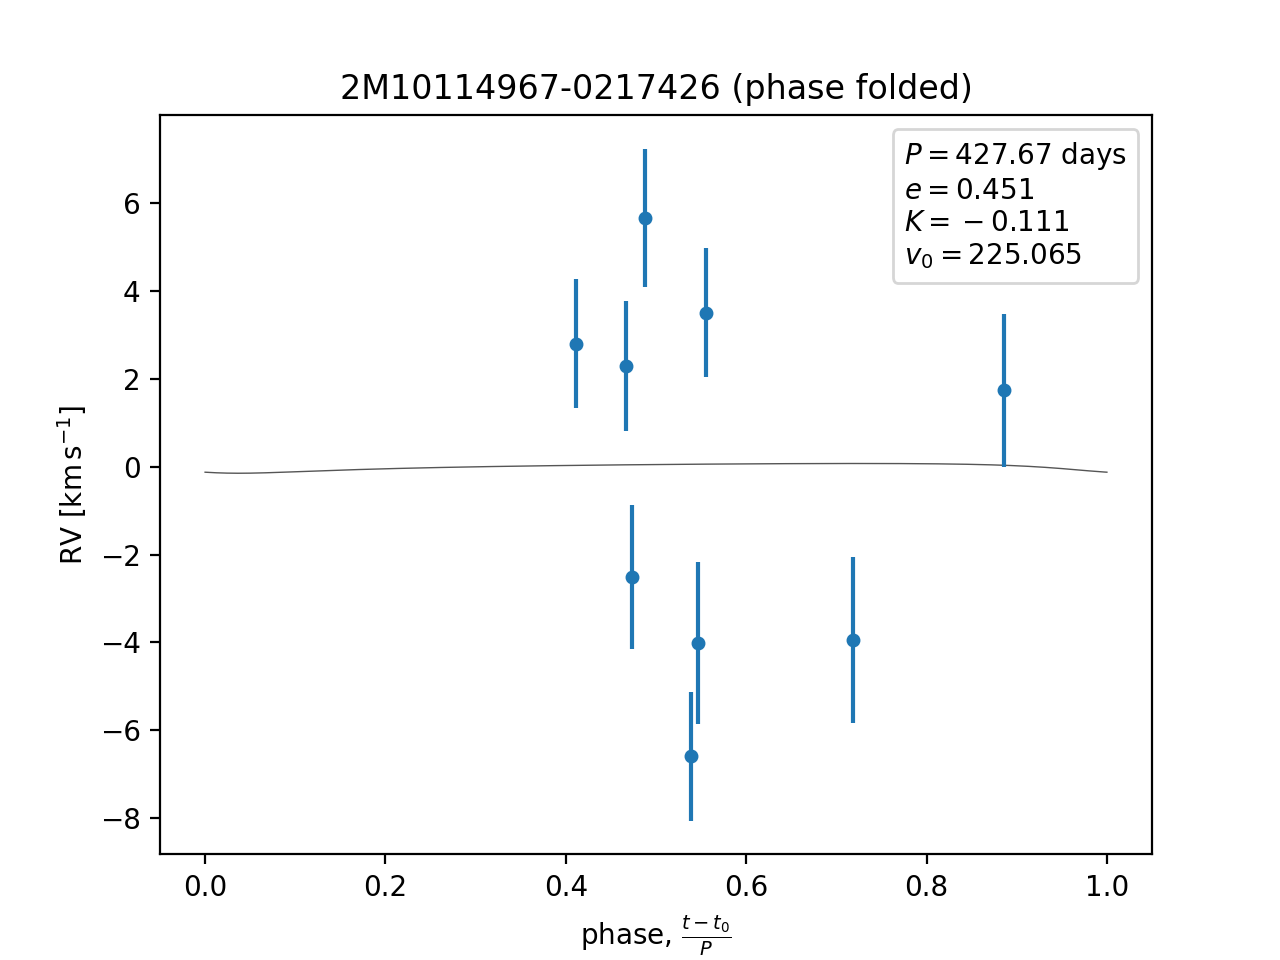 2M10114967-0217426 (phase folded)
P = 427.67 days
e = 0.451
K = −0.111
v₀ = 225.065
RV [km s⁻¹]
6
4
2
0
−2
−4
−6
−8
0.0 0.2 0.4 0.6 0.8 1.0
phase, (t − t₀)/P